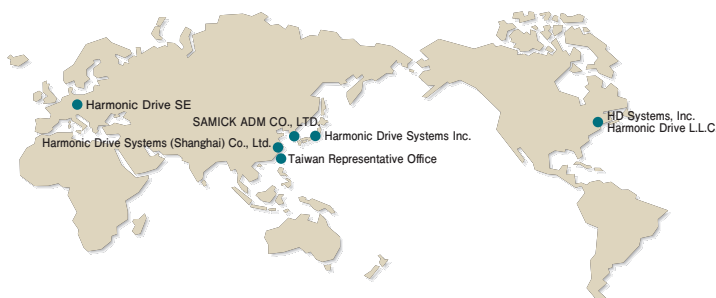 Harmonic Drive SE
SAMICK ADM CO., LTD.
Harmonic Drive Systems Inc.
Harmonic Drive Systems (Shanghai) Co., Ltd.
Taiwan Representative Office
HD Systems, Inc.
Harmonic Drive L.L.C